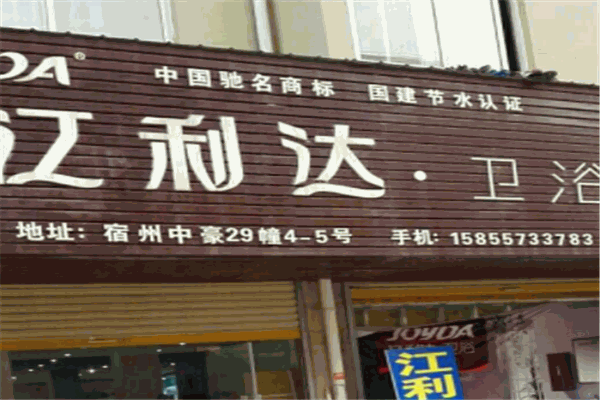 DA®
中国驰名商标 国建节水认证
江利达·卫浴
地址：宿州中豪29幢4-5号 手机：15855733783
JOYDA
江利